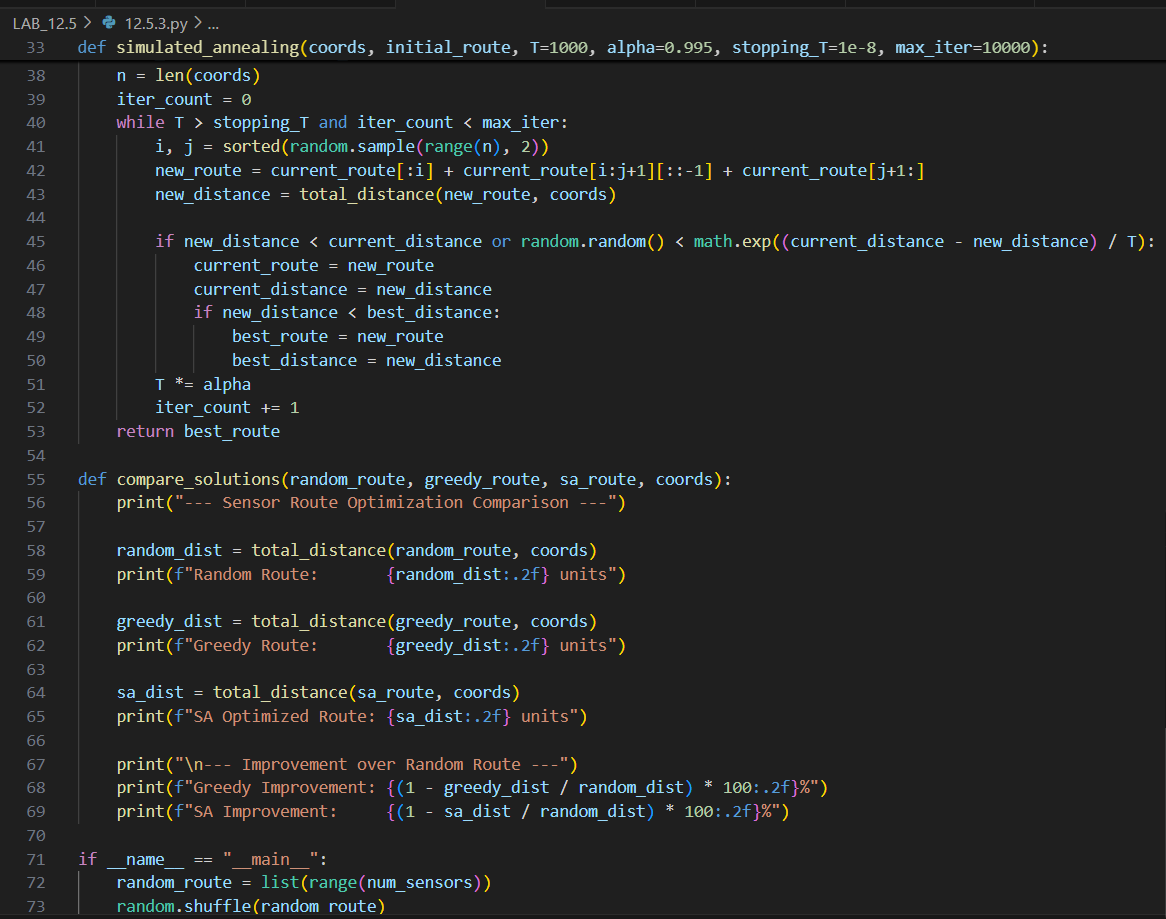 LAB_12.5 > 12.5.3.py > ...
33 def simulated_annealing(coords, initial_route, T=1000, alpha=0.995, stopping_T=1e-8, max_iter=10000):
38     n = len(coords)
39     iter_count = 0
40     while T > stopping_T and iter_count < max_iter:
41         i, j = sorted(random.sample(range(n), 2))
42         new_route = current_route[:i] + current_route[i:j+1][::-1] + current_route[j+1:]
43         new_distance = total_distance(new_route, coords)
44
45         if new_distance < current_distance or random.random() < math.exp((current_distance - new_distance) / T):
46             current_route = new_route
47             current_distance = new_distance
48             if new_distance < best_distance:
49                 best_route = new_route
50                 best_distance = new_distance
51         T *= alpha
52         iter_count += 1
53     return best_route
54
55 def compare_solutions(random_route, greedy_route, sa_route, coords):
56     print("--- Sensor Route Optimization Comparison ---")
57
58     random_dist = total_distance(random_route, coords)
59     print(f"Random Route:       {random_dist:.2f} units")
60
61     greedy_dist = total_distance(greedy_route, coords)
62     print(f"Greedy Route:       {greedy_dist:.2f} units")
63
64     sa_dist = total_distance(sa_route, coords)
65     print(f"SA Optimized Route: {sa_dist:.2f} units")
66
67     print("\n--- Improvement over Random Route ---")
68     print(f"Greedy Improvement: {(1 - greedy_dist / random_dist) * 100:.2f}%")
69     print(f"SA Improvement:     {(1 - sa_dist / random_dist) * 100:.2f}%")
70
71 if __name__ == "__main__":
72     random_route = list(range(num_sensors))
73     random.shuffle(random_route)